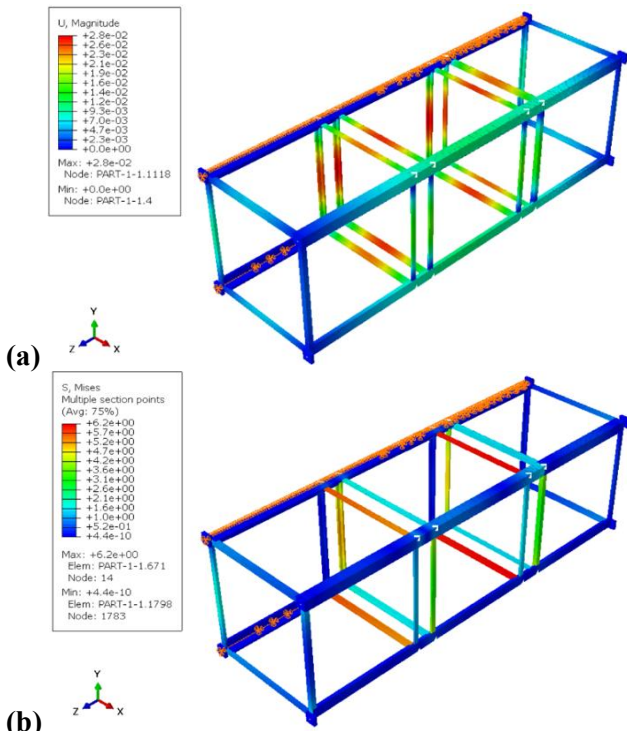 U, Magnitude
+2.8e-02
+2.6e-02
+2.3e-02
+2.1e-02
+1.9e-02
+1.6e-02
+1.4e-02
+1.2e-02
+9.3e-03
+7.0e-03
+4.7e-03
+2.3e-03
+0.0e+00
Max: +2.8e-02
Node: PART-1-1.1118
Min: +0.0e+00
Node: PART-1-1.4
Y
Z
X
(a)
S, Mises
Multiple section points
(Avg: 75%)
+6.2e+00
+5.7e+00
+5.2e+00
+4.7e+00
+4.2e+00
+3.6e+00
+3.1e+00
+2.6e+00
+2.1e+00
+1.6e+00
+1.0e+00
+5.2e-01
+4.4e-10
Max: +6.2e+00
Elem: PART-1-1.671
Node: 14
Min: +4.4e-10
Elem: PART-1-1.1798
Node: 1783
Y
Z
X
(b)